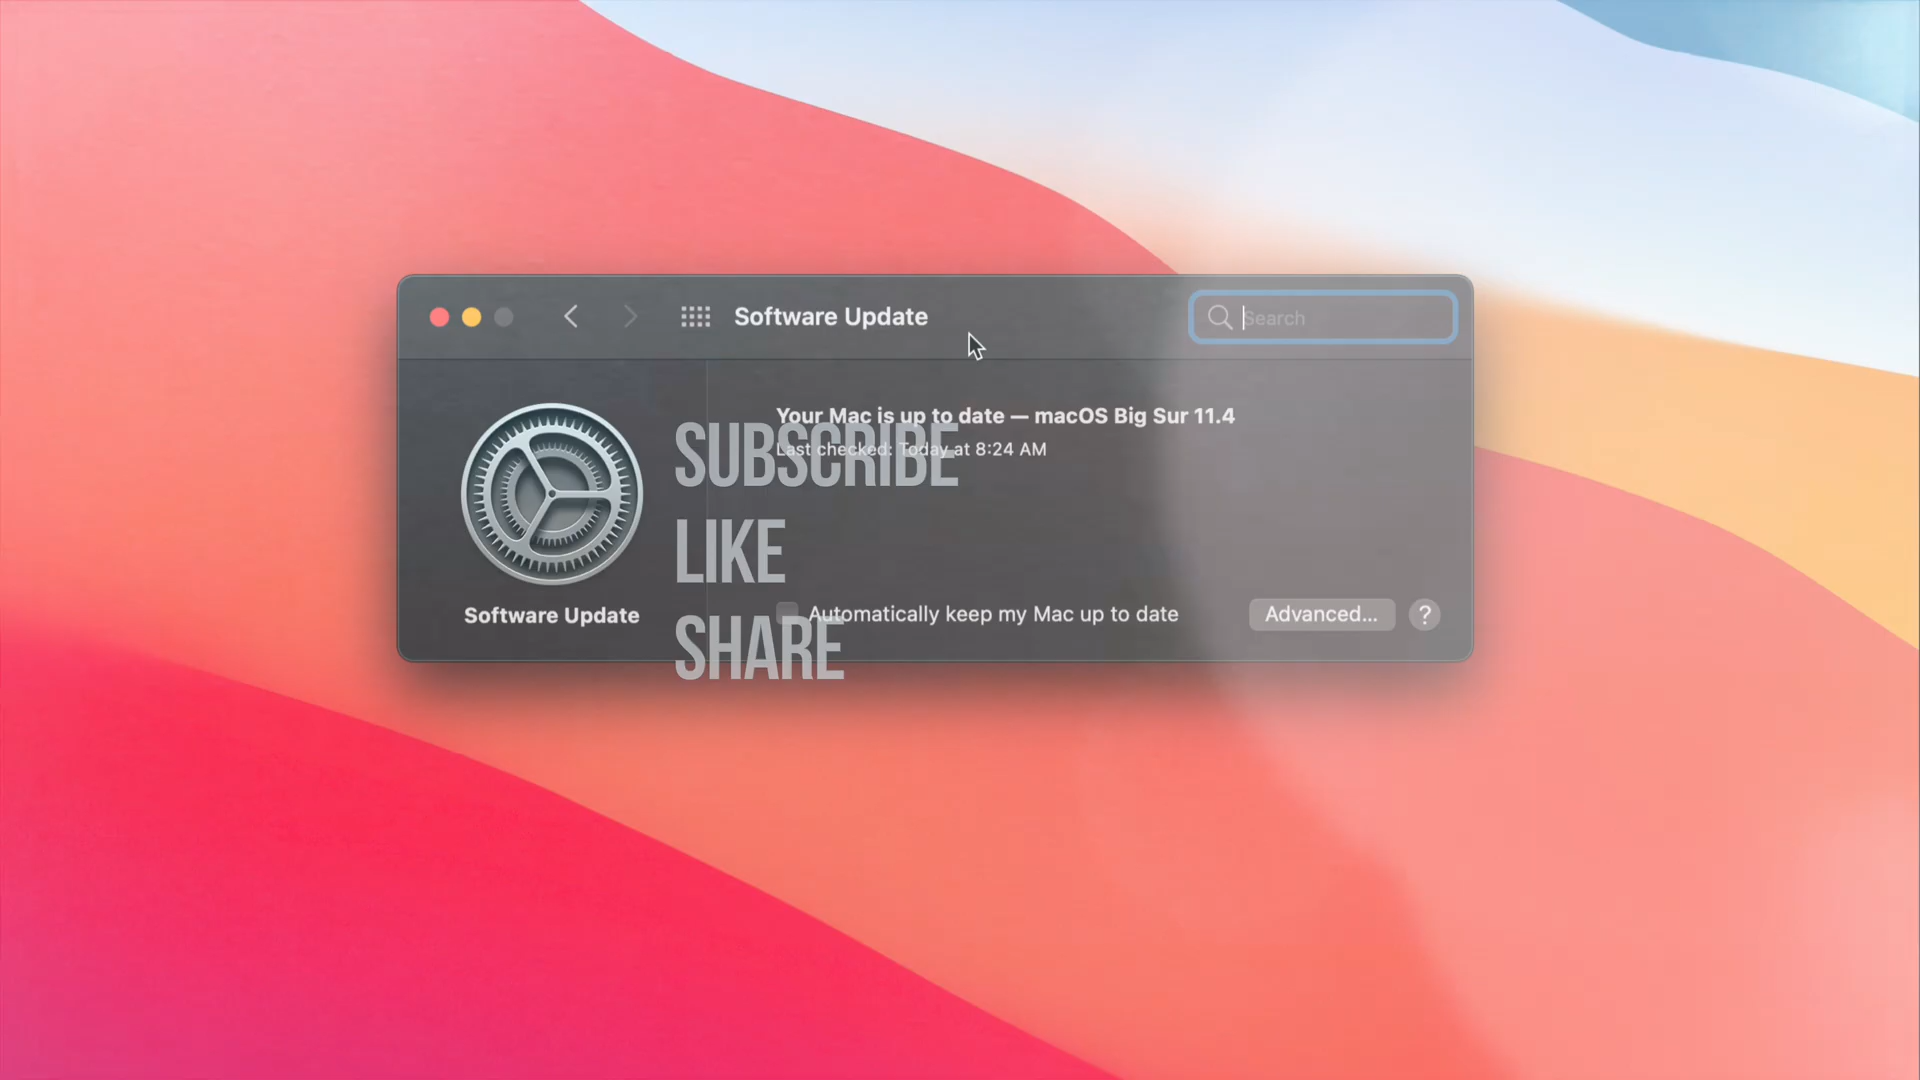 Software Update
Search
Your Mac is up to date — macOS Big Sur 11.4
Last checked: Today at 8:24 AM
SUBSCRIBE
LIKE
SHARE
Automatically keep my Mac up to date
Advanced...
?
Software Update